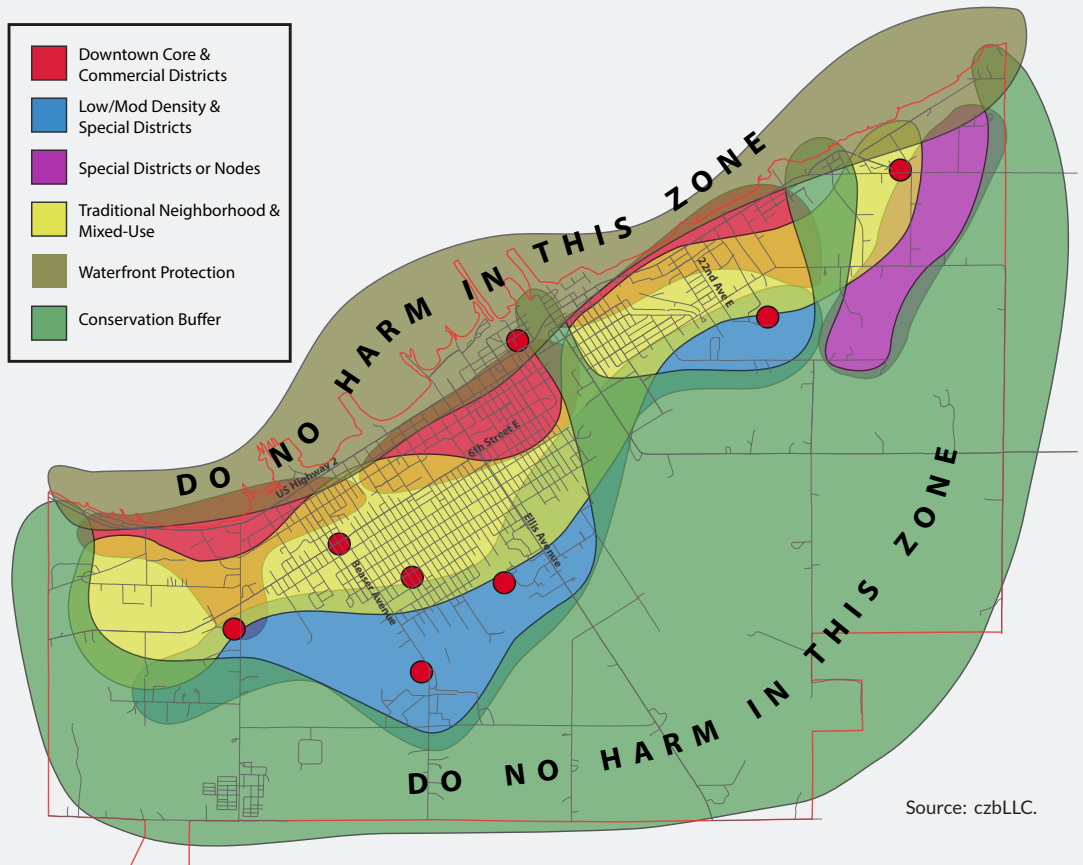 Downtown Core &
Commercial Districts
Low/Mod Density &
Special Districts
Special Districts or Nodes
Traditional Neighborhood &
Mixed-Use
Waterfront Protection
Conservation Buffer
DO NO HARM IN THIS ZONE
22nd Ave E
6th Street E
US Highway 2
Ellis Avenue
Beaser Avenue
DO NO HARM IN THIS ZONE
Source: czbLLC.